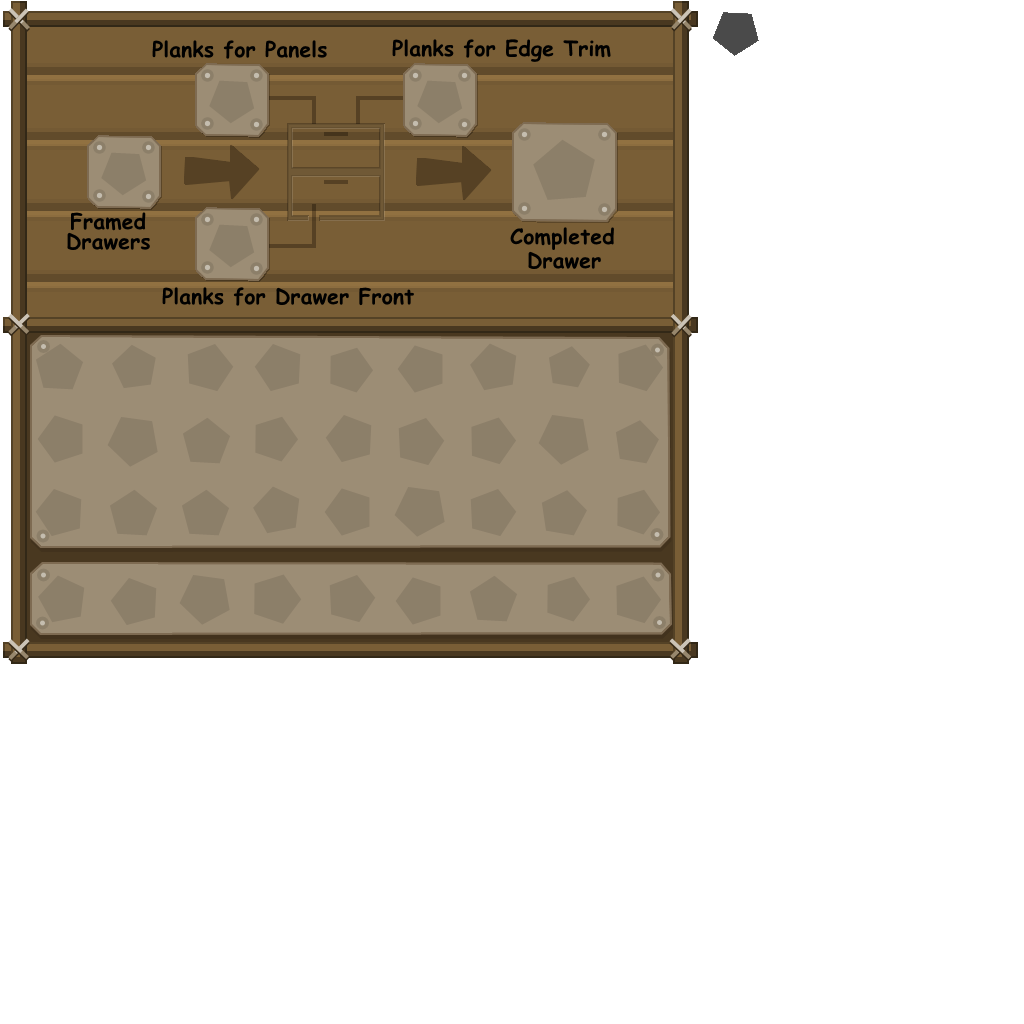 Planks for Panels
Planks for Edge Trim
Framed
Drawers
Completed
Drawer
Planks for Drawer Front